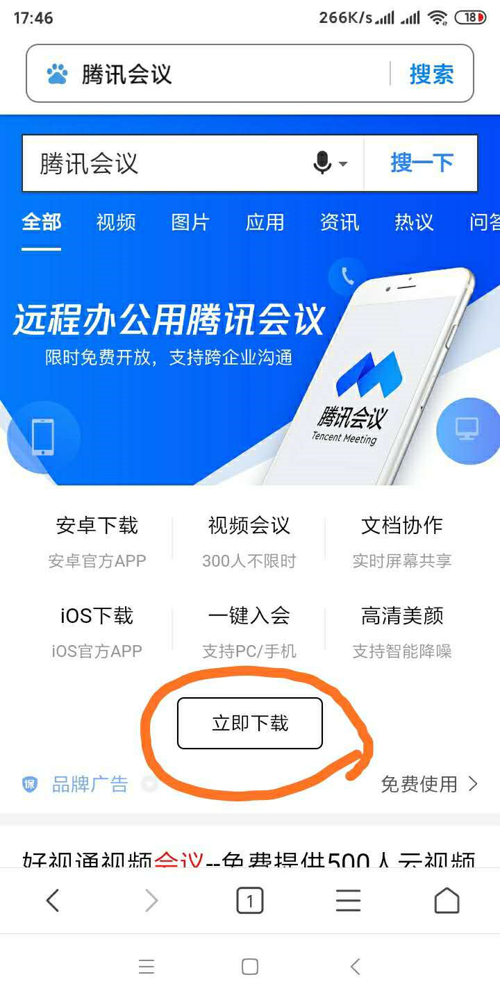 17:46 266K/s 18
腾讯会议 搜索
腾讯会议 搜一下
全部 视频 图片 应用 资讯 热议 问答
远程办公用腾讯会议
限时免费开放，支持跨企业沟通
腾讯会议
Tencent Meeting
安卓下载 视频会议 文档协作
安卓官方APP 300人不限时 实时屏幕共享
iOS下载 一键入会 高清美颜
iOS官方APP 支持PC/手机 支持智能降噪
立即下载
保 品牌广告 免费使用
好视通视频会议--免费提供500人云视频
1